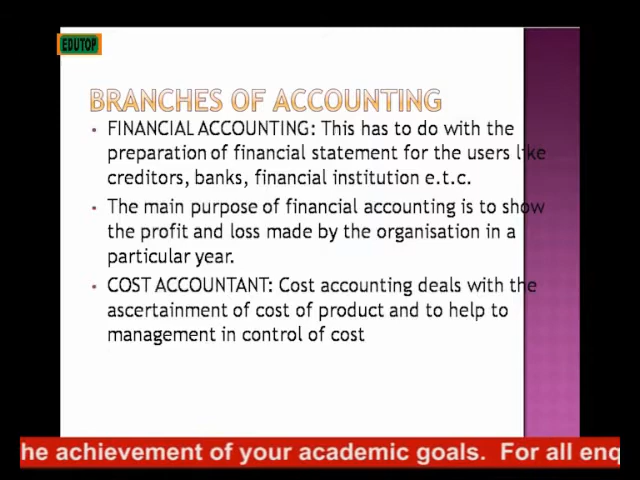 EDUTOP
BRANCHES OF ACCOUNTING
• FINANCIAL ACCOUNTING: This has to do with the
preparation of financial statement for the users like
creditors, banks, financial institution e.t.c.
• The main purpose of financial accounting is to show
the profit and loss made by the organisation in a
particular year.
• COST ACCOUNTANT: Cost accounting deals with the
ascertainment of cost of product and to help to
management in control of cost
he achievement of your academic goals. For all enq